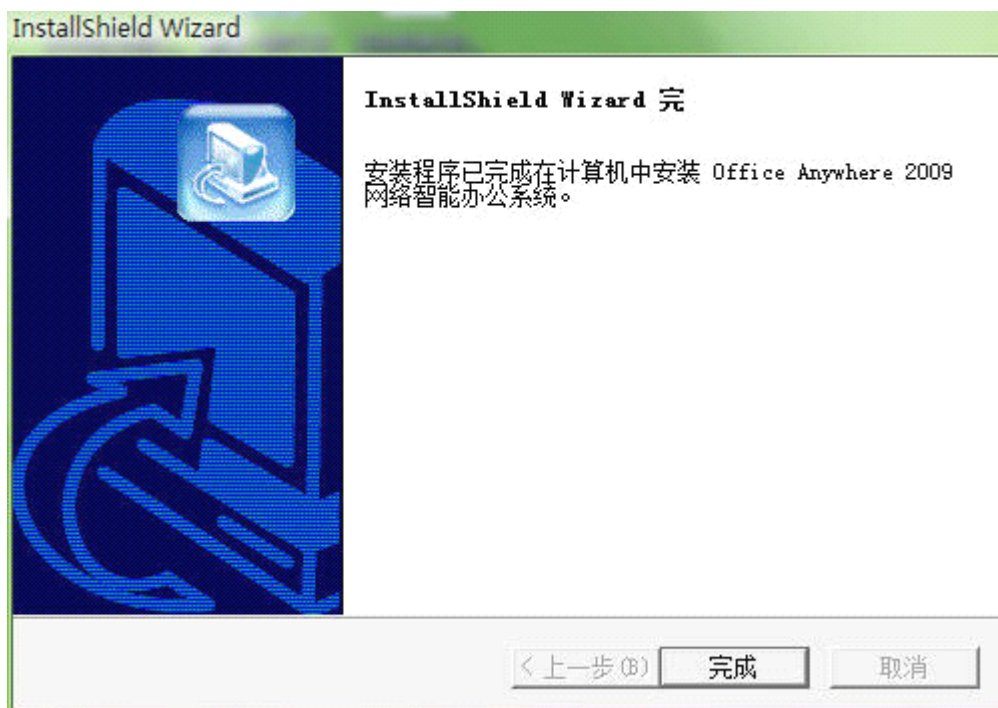 InstallShield Wizard
InstallShield Wizard 完
安装程序已完成在计算机中安装 Office Anywhere 2009
网络智能办公系统。
< 上一步(B)
完成
取消